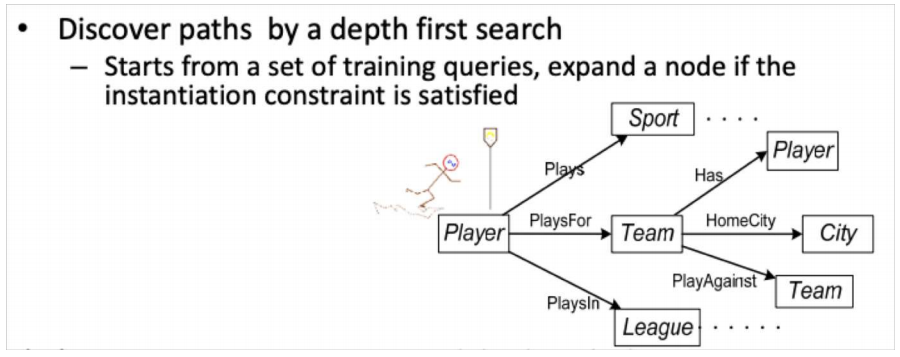 • Discover paths by a depth first search
– Starts from a set of training queries, expand a node if the
instantiation constraint is satisfied
Sport . . . .
Player
Plays
Has
Player
PlaysFor
Team
HomeCity
City
PlayAgainst
Team
PlaysIn
League . . . . . .